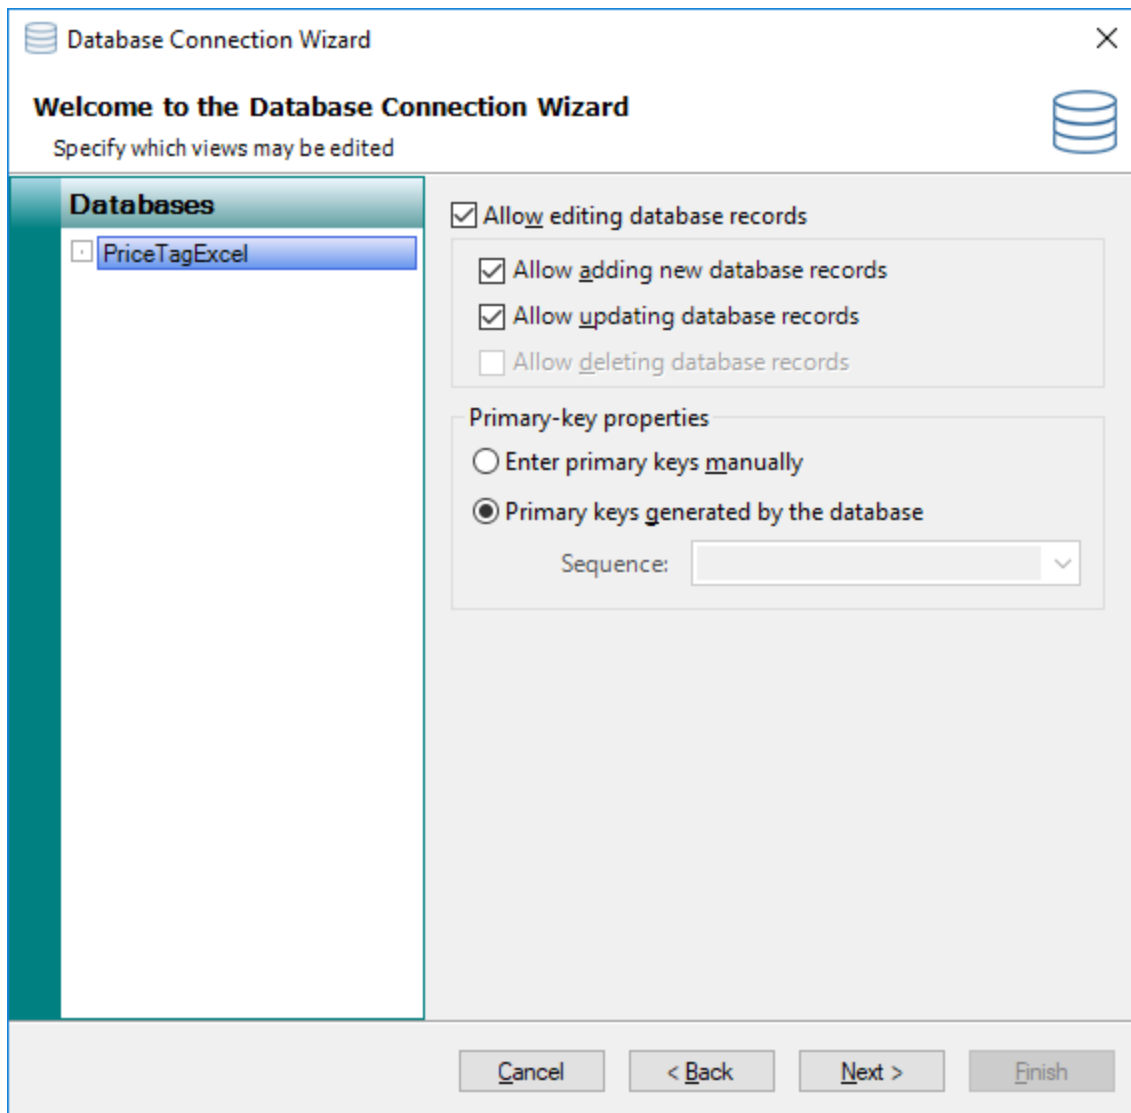 Database Connection Wizard
Welcome to the Database Connection Wizard
Specify which views may be edited
Databases
PriceTagExcel
Allow editing database records
Allow adding new database records
Allow updating database records
Allow deleting database records
Primary-key properties
Enter primary keys manually
Primary keys generated by the database
Sequence:
Cancel
< Back
Next >
Finish